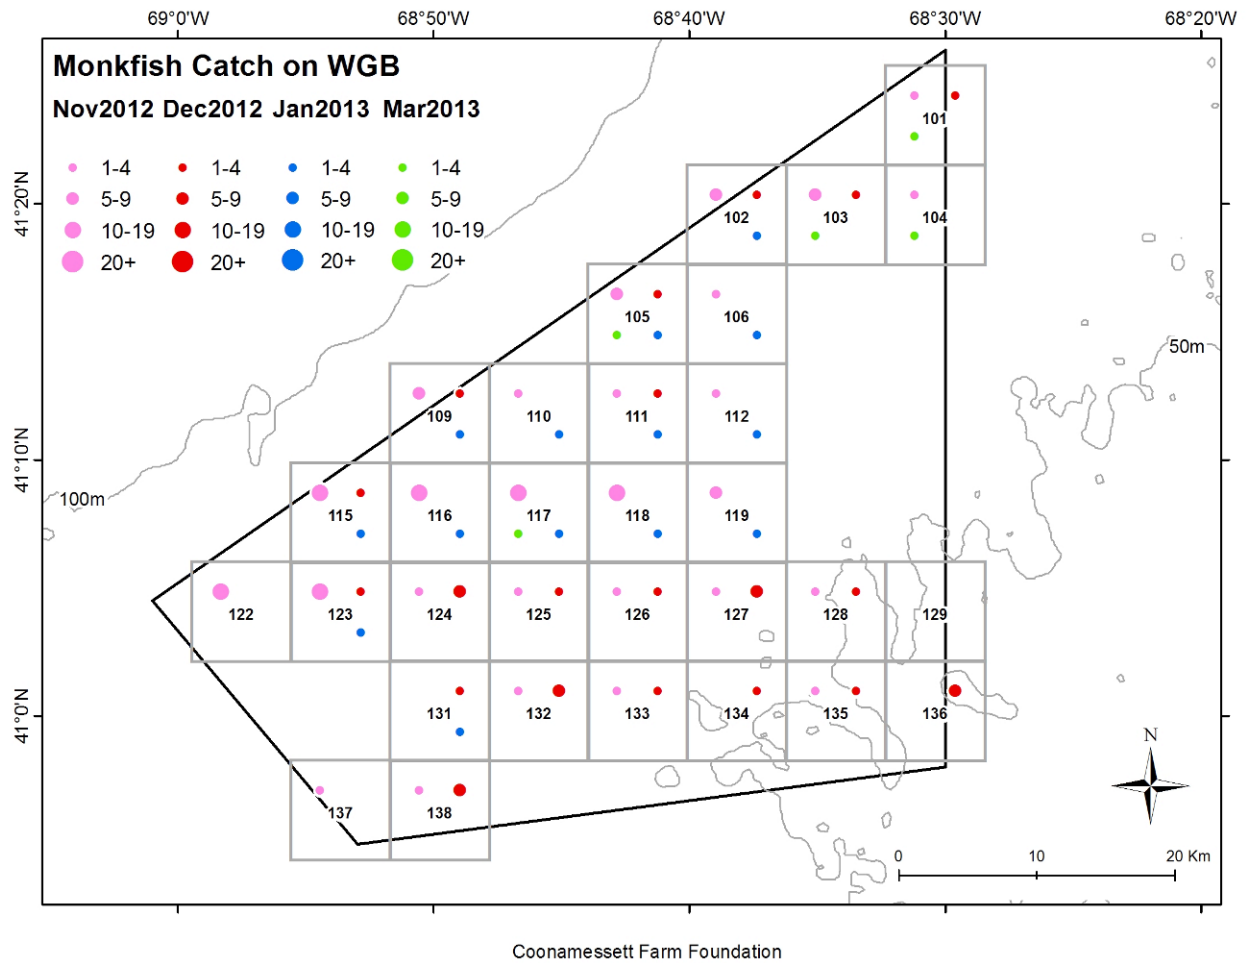 69°0'W 68°50'W 68°40'W 68°30'W 68°20'W
Monkfish Catch on WGB
Nov2012 Dec2012 Jan2013 Mar2013
1-4 1-4 1-4 1-4
5-9 5-9 5-9 5-9
10-19 10-19 10-19 10-19
20+ 20+ 20+ 20+
41°20'N
41°10'N
41°0'N
101
102 103 104
105 106
50m
109 110 111 112
100m
115 116 117 118 119
122 123 124 125 126 127 128 129
131 132 133 134 135 136
N
137 138
0 10 20 Km
Coonamessett Farm Foundation